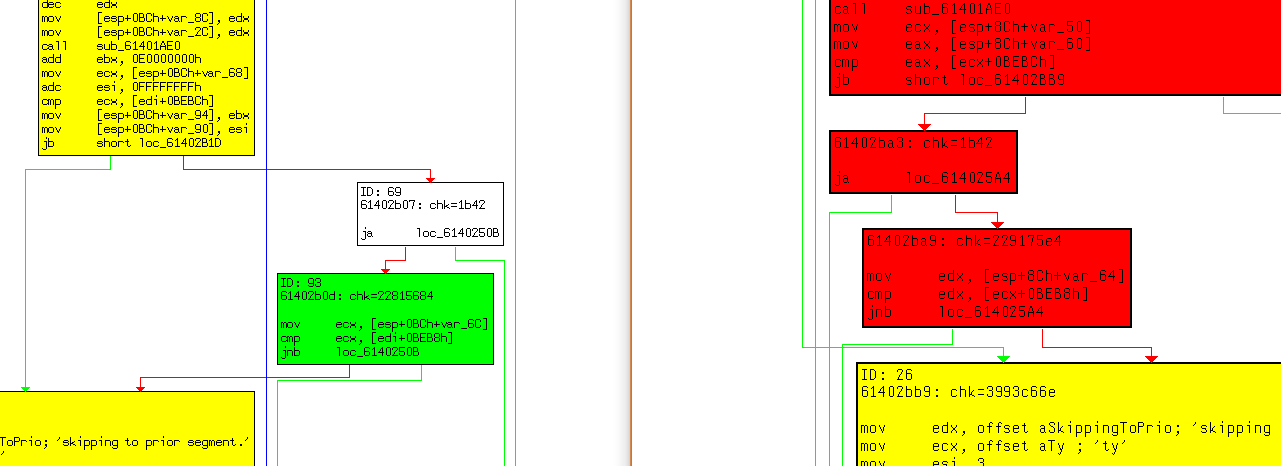 dec edx
mov [esp+0BCh+var_8C], edx
mov [esp+0BCh+var_2C], edx
call sub_61401AE0
add ebx, 0E0000000h
mov ecx, [esp+0BCh+var_68]
adc esi, 0FFFFFFFFh
cmp ecx, [edi+0BEBCh]
mov [esp+0BCh+var_94], ebx
mov [esp+0BCh+var_90], esi
jb short loc_61402B1D
ID: 69
61402b07: chk=1b42
ja loc_6140250B
ID: 93
61402b0d: chk=22815684
mov ecx, [esp+0BCh+var_6C]
cmp ecx, [edi+0BEB8h]
jnb loc_6140250B
ToPrio; 'skipping to prior segment.'
'
call sub_61401AE0
mov ecx, [esp+8Ch+var_50]
mov eax, [esp+8Ch+var_60]
cmp eax, [ecx+0BEBCh]
jb short loc_61402BB9
61402ba3: chk=1b42
ja loc_614025A4
61402ba9: chk=229175e4
mov edx, [esp+8Ch+var_64]
cmp edx, [ecx+0BEB8h]
jnb loc_614025A4
ID: 26
61402bb9: chk=3993c66e
mov edx, offset aSkippingToPrio; 'skipping
mov ecx, offset aTy ; 'ty'
mov esi, 3